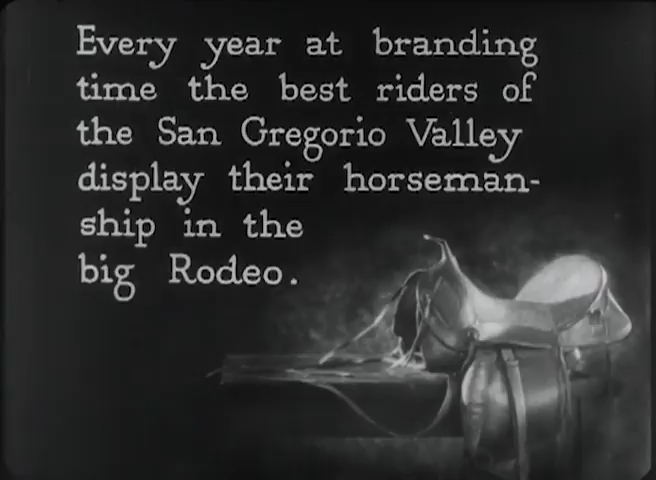 Every year at branding
time the best riders of
the San Gregorio Valley
display their horseman-
ship in the
big Rodeo.